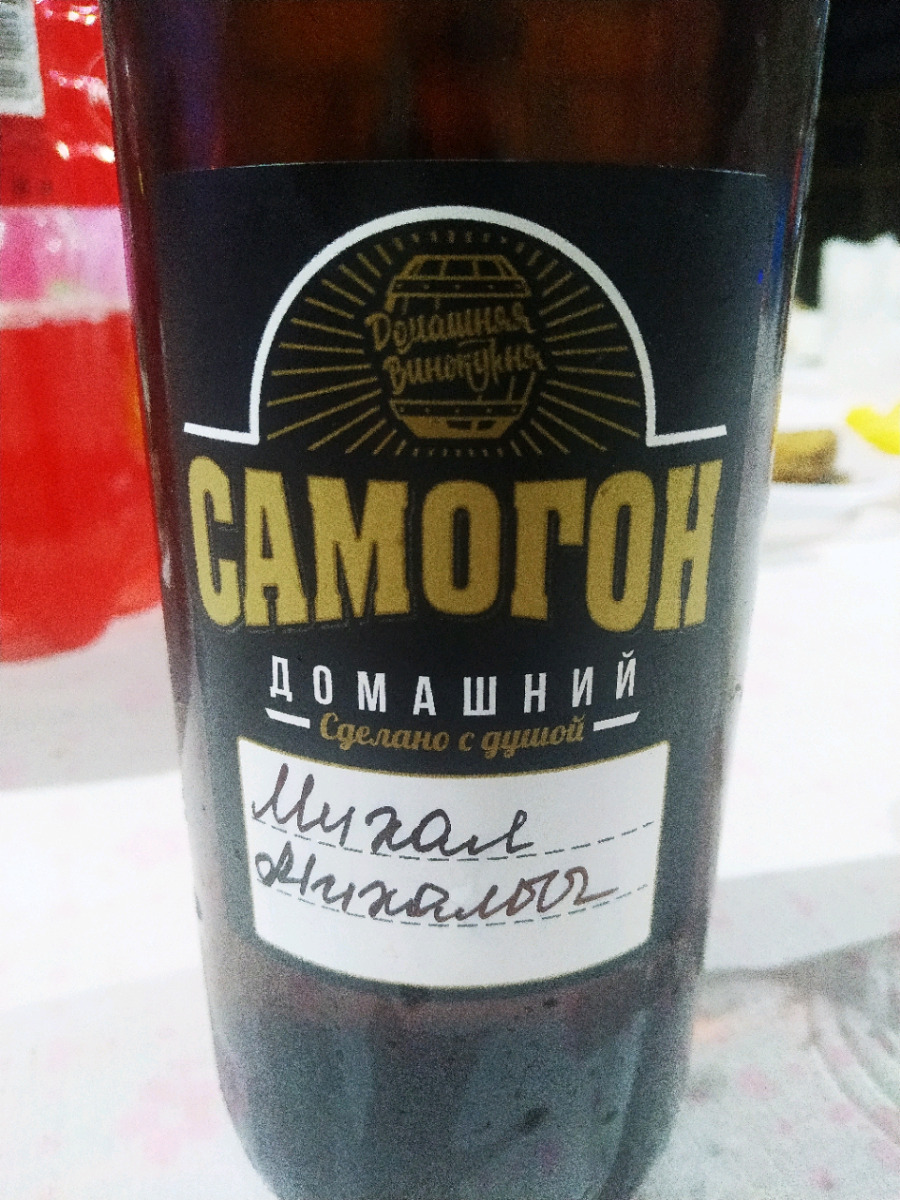 Домашняя
Винокурня
САМОГОН
ДОМАШНИЙ
Сделано с душой
Михал
Михалыч